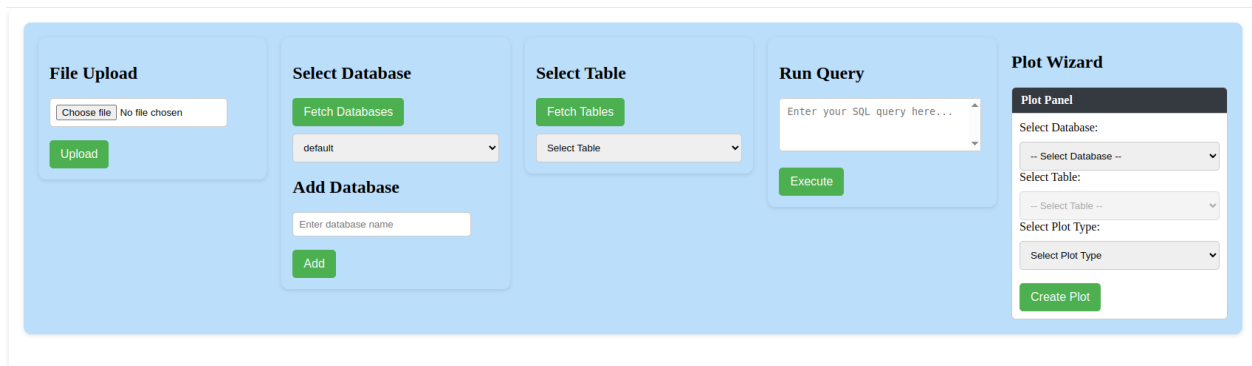 File Upload
Choose file No file chosen
Upload
Select Database
Fetch Databases
default
Add Database
Enter database name
Add
Select Table
Fetch Tables
Select Table
Run Query
Enter your SQL query here...
Execute
Plot Wizard
Plot Panel
Select Database:
-- Select Database --
Select Table:
-- Select Table --
Select Plot Type:
Select Plot Type
Create Plot